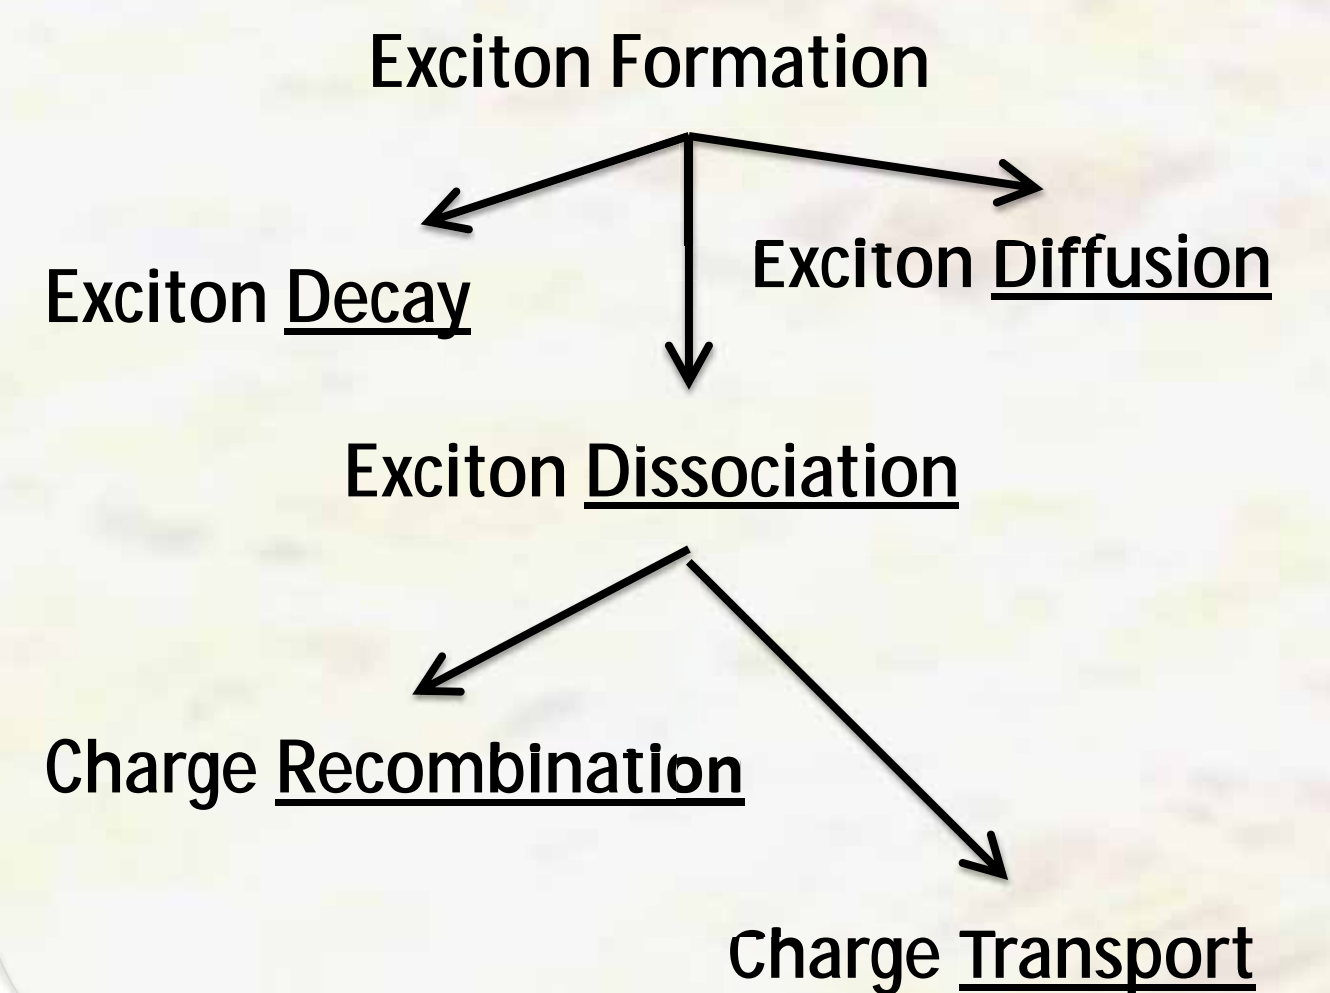 Exciton Formation
Exciton Decay
Exciton Diffusion
Exciton Dissociation
Charge Recombination
Charge Transport